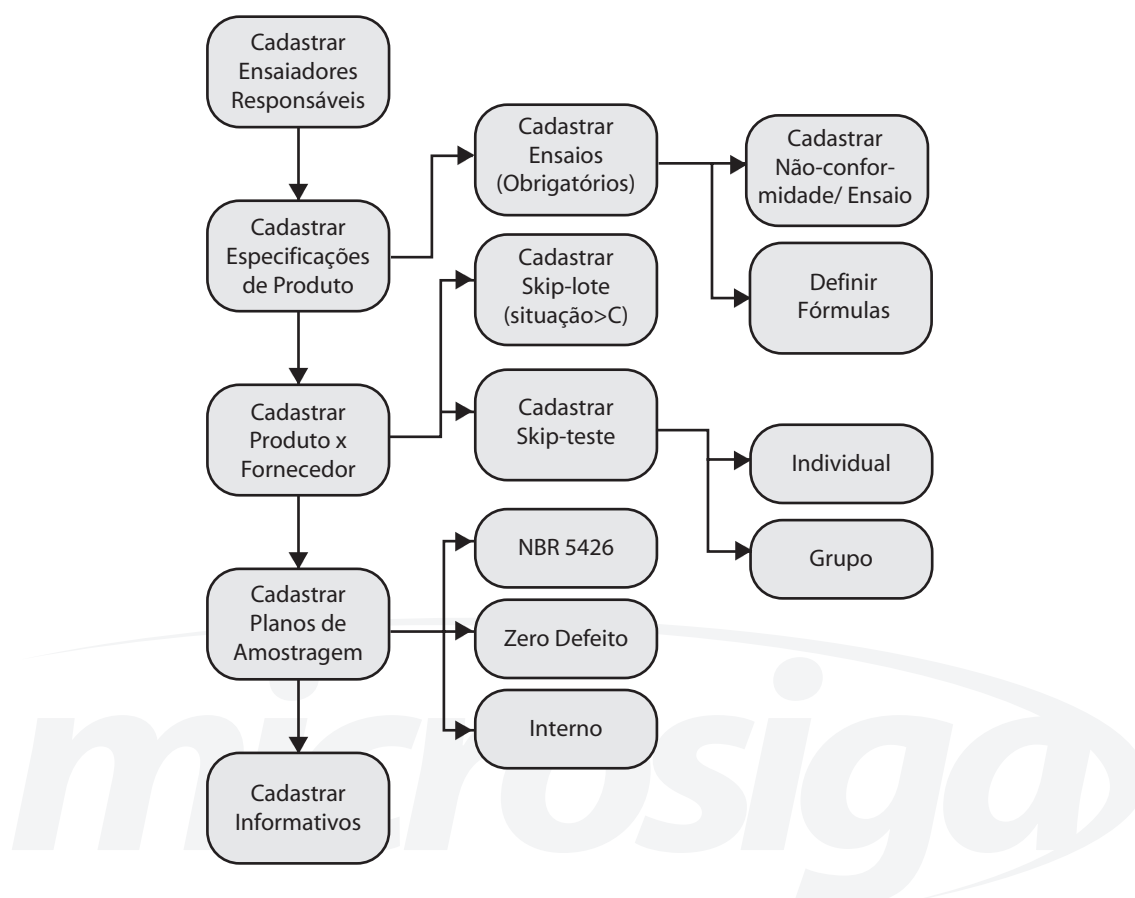 Cadastrar
Ensaiadores
Responsáveis
Cadastrar
Ensaios
(Obrigatórios)
Cadastrar
Não-confor-
midade/ Ensaio
Cadastrar
Especificações
de Produto
Cadastrar
Skip-lote
(situação>C)
Definir
Fórmulas
Cadastrar
Produto x
Fornecedor
Cadastrar
Skip-teste
Individual
Grupo
Cadastrar
Planos de
Amostragem
NBR 5426
Zero Defeito
Interno
Cadastrar
Informativos
microsiga